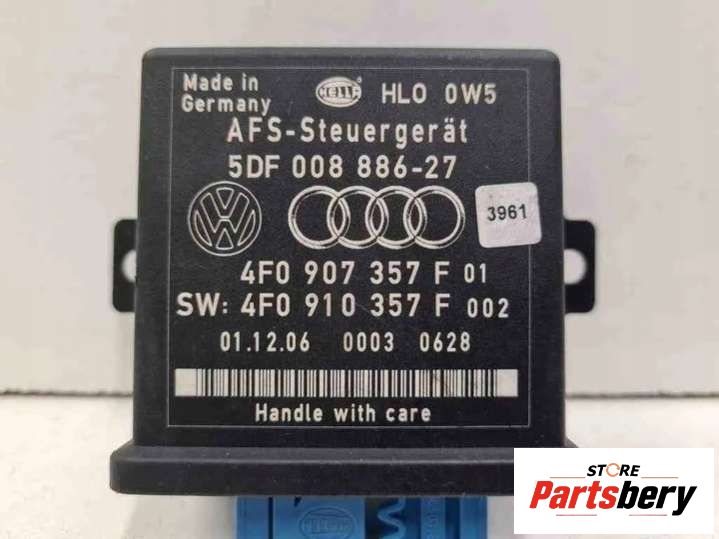 Made in
Germany
HELLA
HLO 0W5
AFS-Steuergerät
5DF 008 886-27
3961
4F0 907 357 F 01
SW: 4F0 910 357 F 002
01.12.06 0003 0628
Handle with care
HELLA
STORE
Partsbery